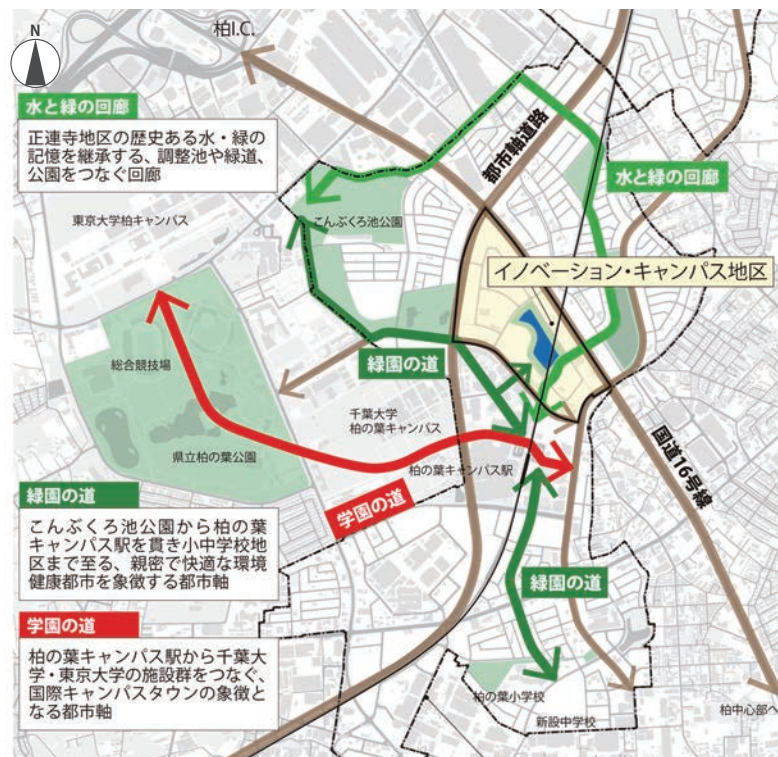 N
柏I.C.
水と緑の回廊
正連寺地区の歴史ある水・緑の
記憶を継承する、調整池や緑道、
公園をつなぐ回廊
都市軸道路
水と緑の回廊
東京大学柏キャンパス
こんぶくろ池公園
イノベーション・キャンパス地区
総合競技場
緑園の道
千葉大学
柏の葉キャンパス
県立柏の葉公園
柏の葉キャンパス駅
国道16号線
学園の道
緑園の道
こんぶくろ池公園から柏の葉
キャンパス駅を貫き小中学校地
区まで至る、親密で快適な環境
健康都市を象徴する都市軸
緑園の道
学園の道
柏の葉キャンパス駅から千葉大
学・東京大学の施設群をつなぐ、
国際キャンパスタウンの象徴と
なる都市軸
柏の葉小学校
新設中学校
柏中心部へ